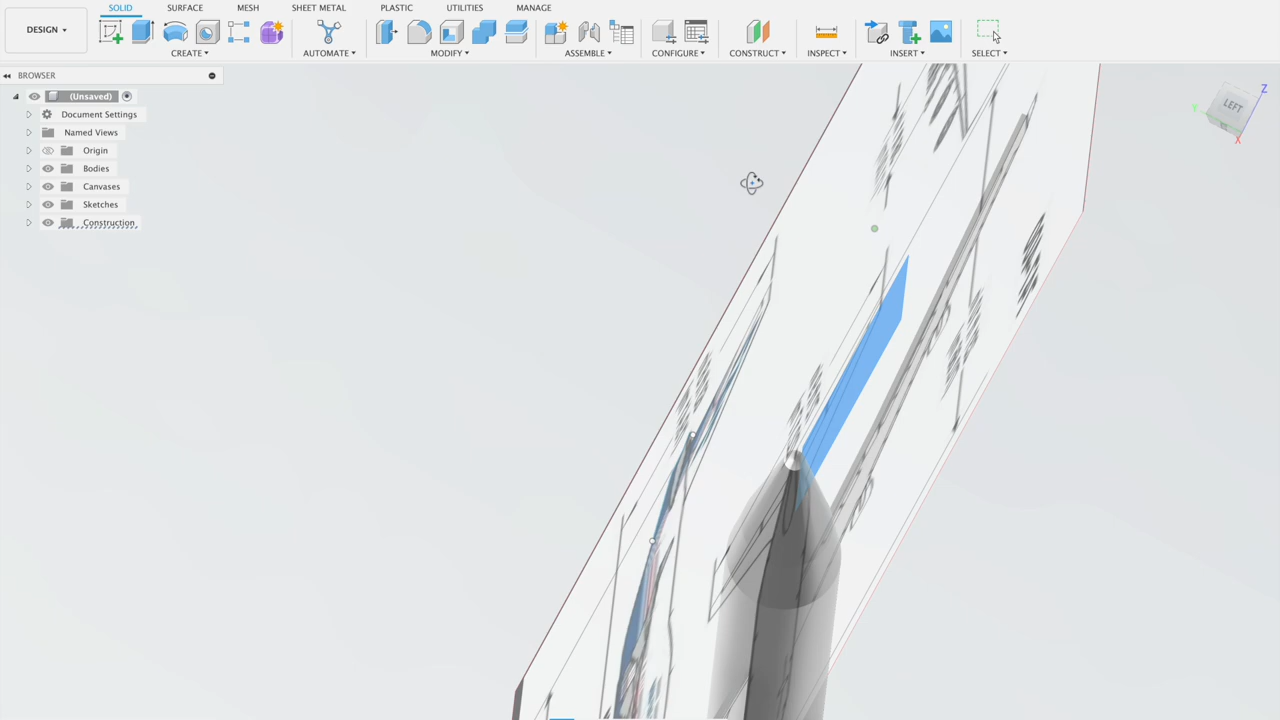 SOLID SURFACE MESH SHEET METAL PLASTIC UTILITIES MANAGE
DESIGN
CREATE AUTOMATE MODIFY ASSEMBLE CONFIGURE CONSTRUCT INSPECT INSERT SELECT
BROWSER
(Unsaved)
Document Settings
Named Views
Origin
Bodies
Canvases
Sketches
Construction
LEFT
Z
Y
X